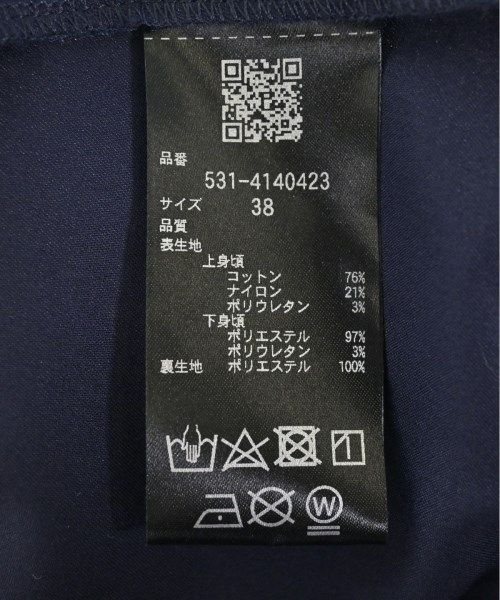 品番
531-4140423
サイズ 38
品質
表生地
上身頃
コットン 76%
ナイロン 21%
ポリウレタン 3%
下身頃
ポリエステル 97%
ポリウレタン 3%
裏生地 ポリエステル 100%
W